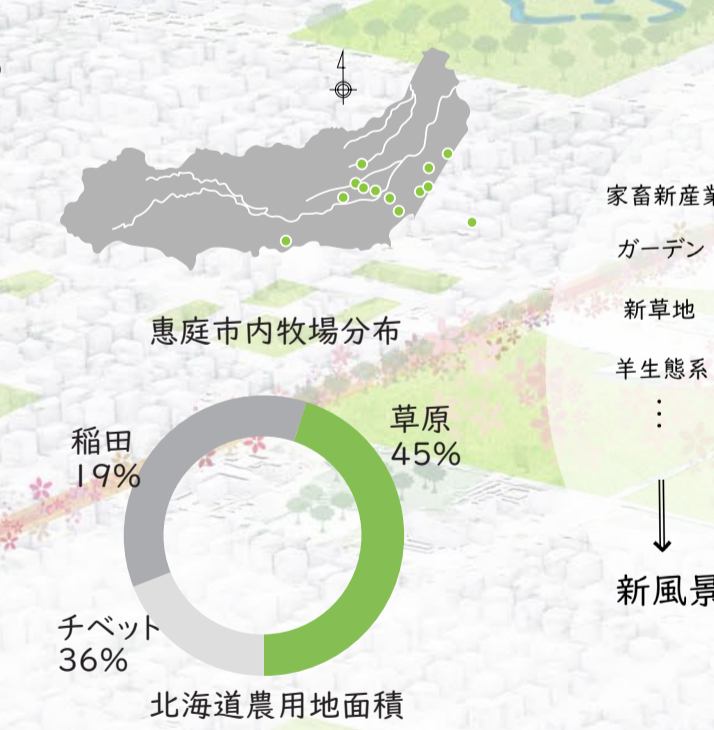 家畜新産業
ガーデン
新草地
羊生態系
⋮
新風景
恵庭市内牧場分布
草原
45%
稲田
19%
チベット
36%
北海道農用地面積